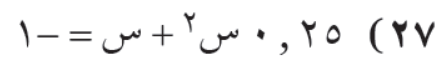 ٢٧) ٠,٢٥ س٢ + س = −١